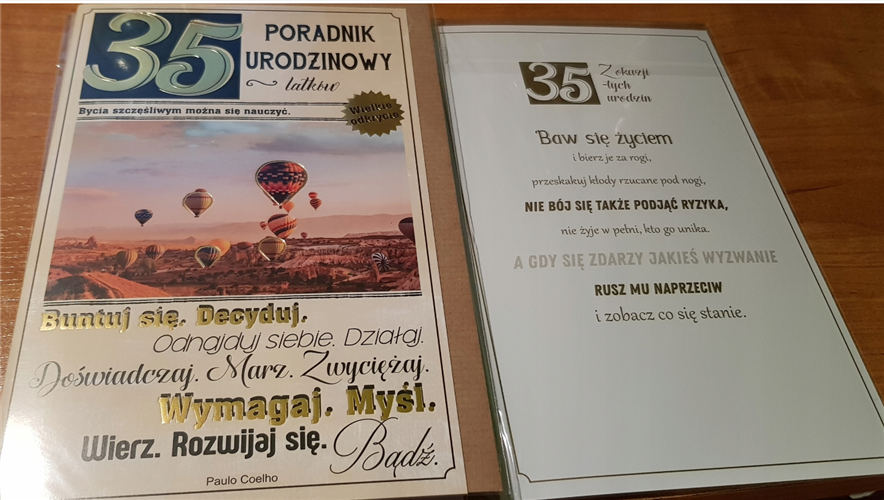 35
PORADNIK
URODZINOWY
latków
Bycia szczęśliwym można się nauczyć.
Wielkie
odkrycie
Buntuj się. Decyduj.
Odnajduj siebie. Działaj.
Doświadczaj. Marz. Zwyciężaj.
Wymagaj. Myśl.
Wierz. Rozwijaj się.
Bądź.
Paulo Coelho
35
Z okazji
-tych
urodzin
Baw się życiem
i bierz je za rogi,
przeskakuj kłody rzucane pod nogi,
NIE BÓJ SIĘ TAKŻE PODJĄĆ RYZYKA,
nie żyje w pełni, kto go unika.
A GDY SIĘ ZDARZY JAKIEŚ WYZWANIE
RUSZ MU NAPRZECIW
i zobacz co się stanie.